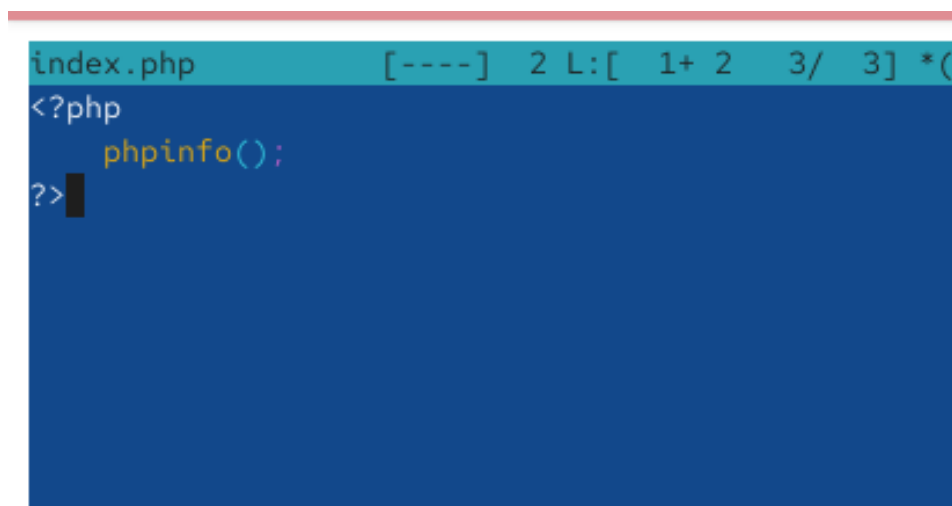 index.php          [----]  2 L:[  1+ 2   3/  3] *(
<?php
    phpinfo();
?>